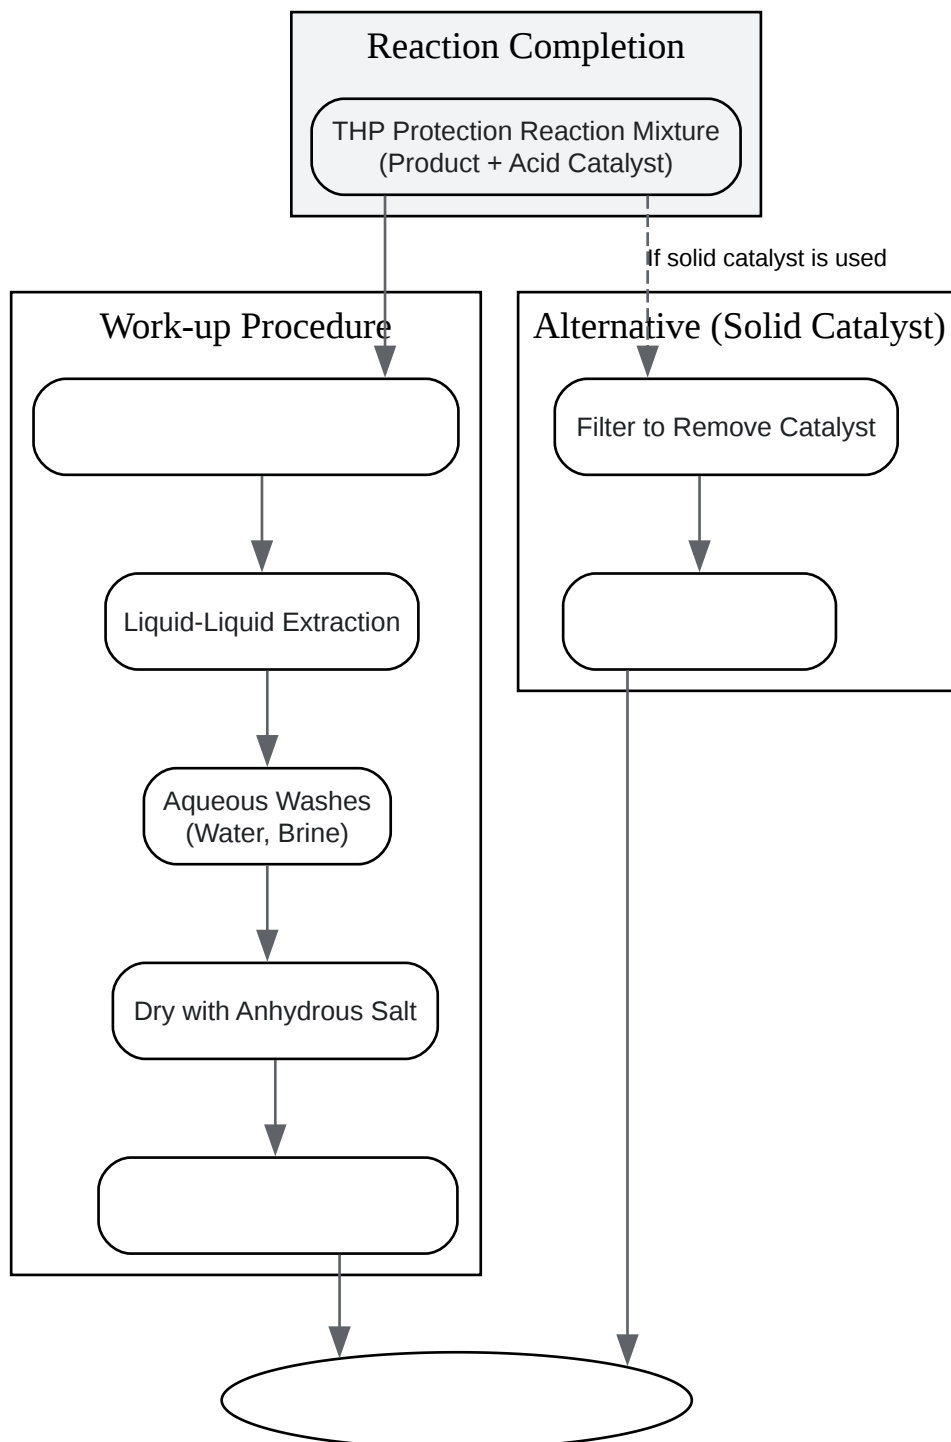 Reaction Completion
THP Protection Reaction Mixture
(Product + Acid Catalyst)
If solid catalyst is used
Work-up Procedure
Alternative (Solid Catalyst)
Filter to Remove Catalyst
Liquid-Liquid Extraction
Aqueous Washes
(Water, Brine)
Dry with Anhydrous Salt